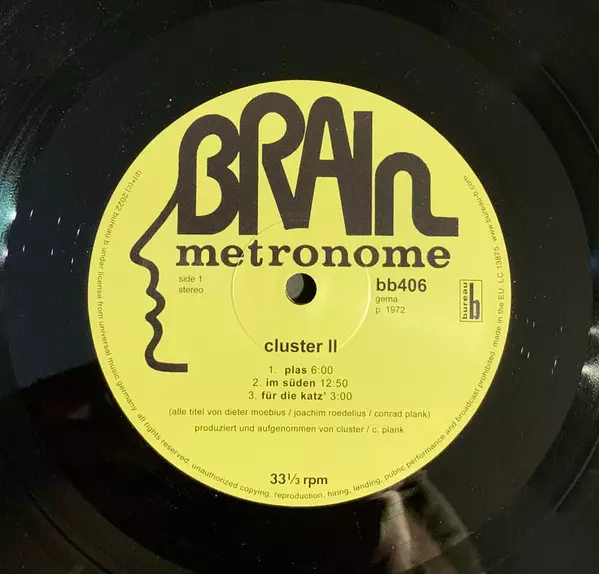 BRAIn
metronome
side 1
stereo
bb406
gema
p. 1972
bureau b
cluster II
1. plas 6:00
2. im süden 12:50
3. für die katz' 3:00
(alle titel von dieter moebius / joachim roedelius / conrad plank)
produziert und aufgenommen von cluster / c. plank
33 1/3 rpm
(p)+(c) 2022 bureau b under license from universal music germany. all rights reserved. unauthorized copying, reproduction, hiring, lending, public performance and broadcast prohibited. made in the EU. LC 13875. www.bureau-b.com